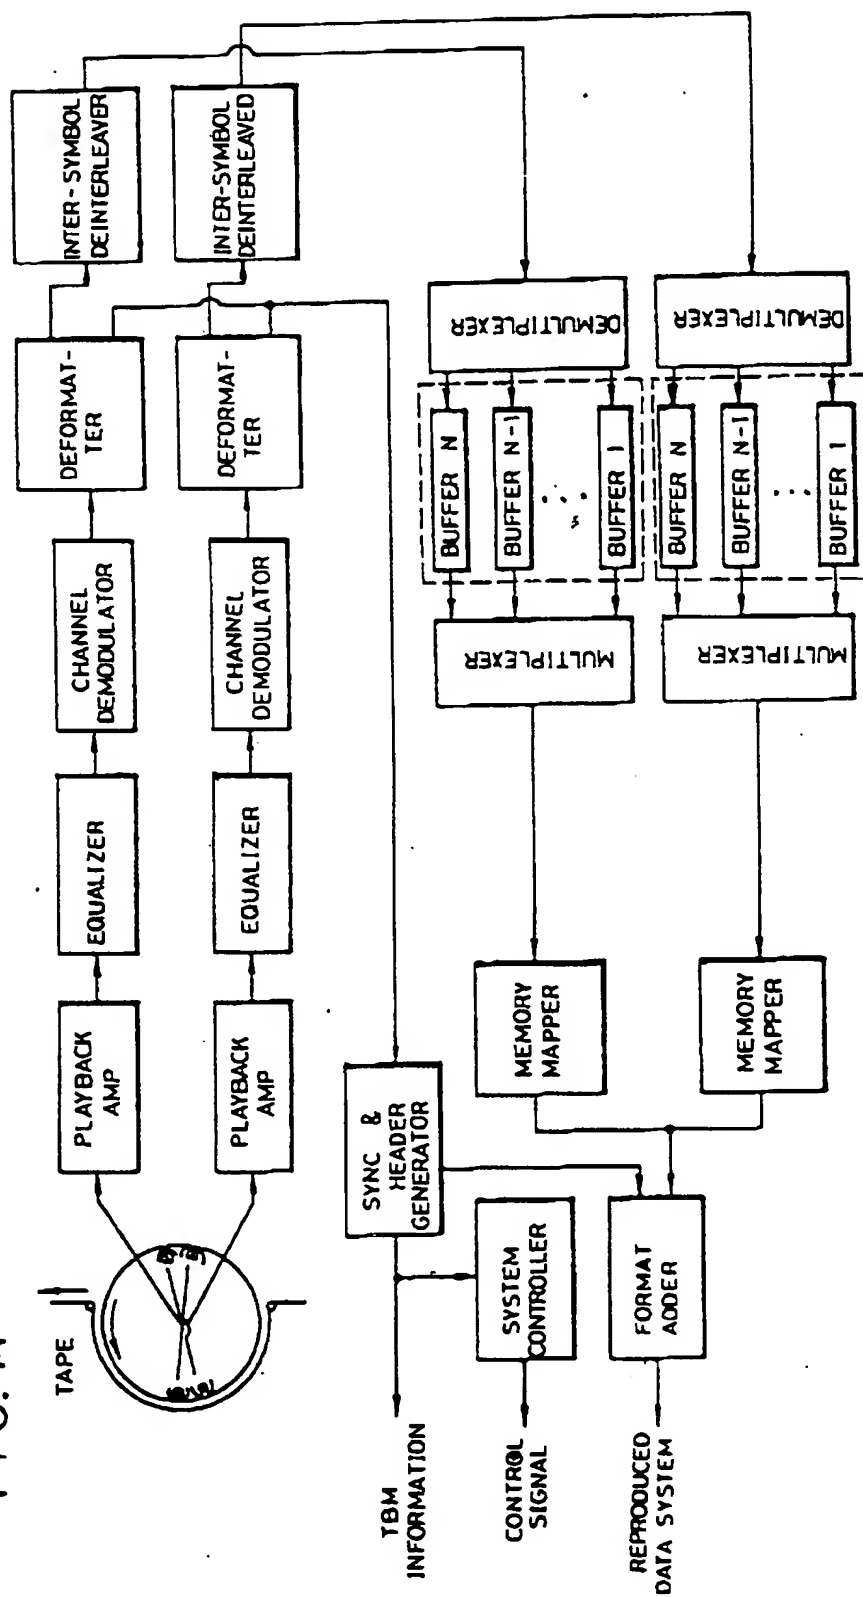 TAPE
PLAYBACK
AMP
EQUALIZER
CHANNEL
DEMODULATOR
DEFORMAT-
TER
INTER-SYMBOL
DEINTERLEAVER
PLAYBACK
AMP
EQUALIZER
CHANNEL
DEMODULATOR
DEFORMAT-
TER
INTER-SYMBOL
DEINTERLEAVED
SYNC &
HEADER
GENERATOR
TBM
INFORMATION
SYSTEM
CONTROLLER
CONTROL
SIGNAL
FORMAT
ADDER
REPRODUCED
DATA SYSTEM
MEMORY
MAPPER
MULTIPLEXER
BUFFER N
BUFFER N-1
...
BUFFER 1
DEMULTIPLEXER
MEMORY
MAPPER
MULTIPLEXER
BUFFER N
BUFFER N-1
...
BUFFER 1
DEMULTIPLEXER